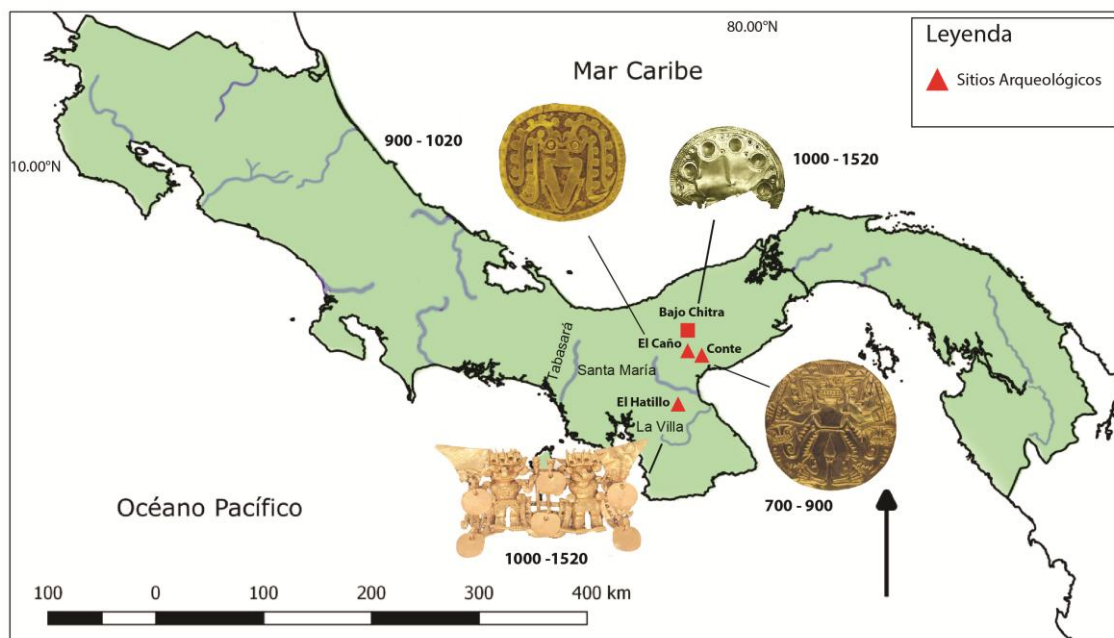 80.00°N
Leyenda
Sitios Arqueológicos
Mar Caribe
900 - 1020
1000 - 1520
10.00°N
Bajo Chitra
El Caño
Conte
Tabasará
Santa María
El Hatillo
La Villa
Océano Pacífico
700 - 900
1000 -1520
100
0
100
200
300
400 km